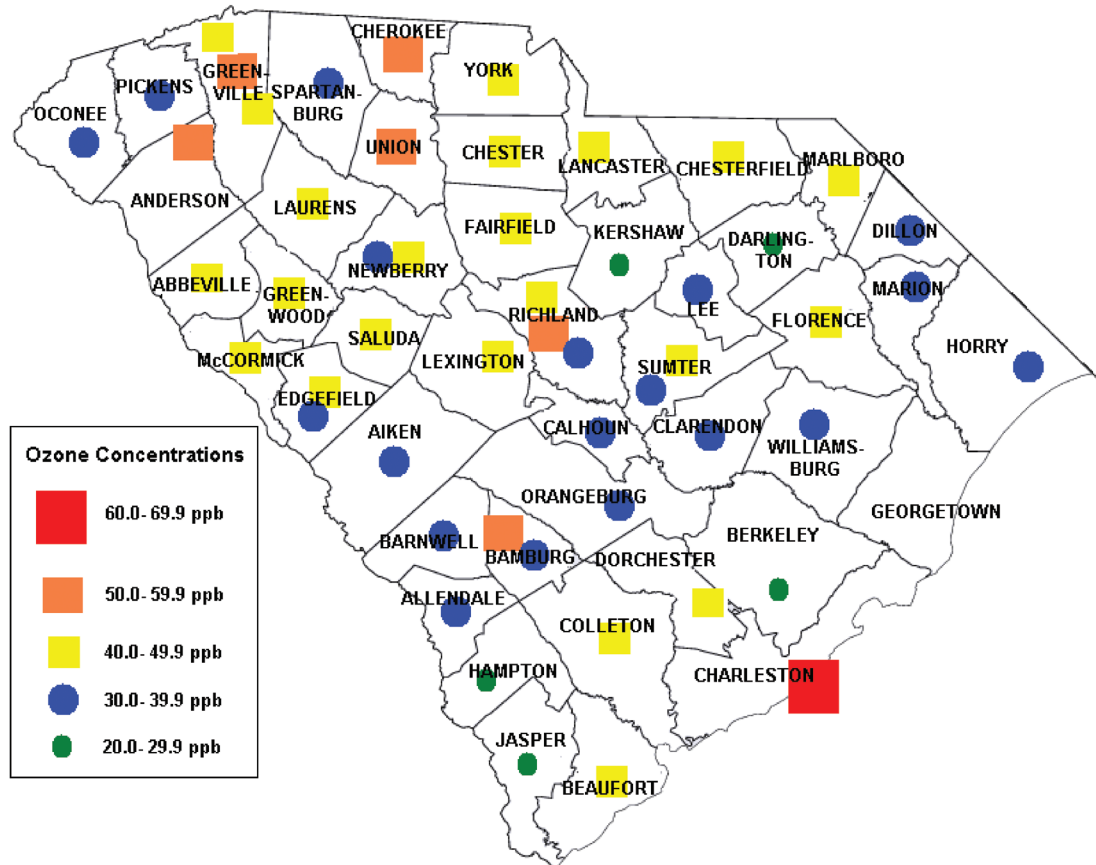 CHEROKEE
YORK
GREEN-
VILLE
PICKENS
SPARTAN-
BURG
OCONEE
UNION
CHESTER
LANCASTER
CHESTERFIELD
MARLBORO
ANDERSON
LAURENS
FAIRFIELD
KERSHAW
DARLING-
TON
DILLON
NEWBERRY
ABBEVILLE
GREEN-
WOOD
LEE
MARION
RICHLAND
FLORENCE
SALUDA
HORRY
McCORMICK
LEXINGTON
SUMTER
EDGEFIELD
AIKEN
CALHOUN
CLARENDON
WILLIAMS-
BURG
ORANGEBURG
GEORGETOWN
BARNWELL
BERKELEY
BAMBURG
DORCHESTER
ALLENDALE
COLLETON
HAMPTON
CHARLESTON
JASPER
BEAUFORT
Ozone Concentrations
60.0- 69.9 ppb
50.0- 59.9 ppb
40.0- 49.9 ppb
30.0- 39.9 ppb
20.0- 29.9 ppb